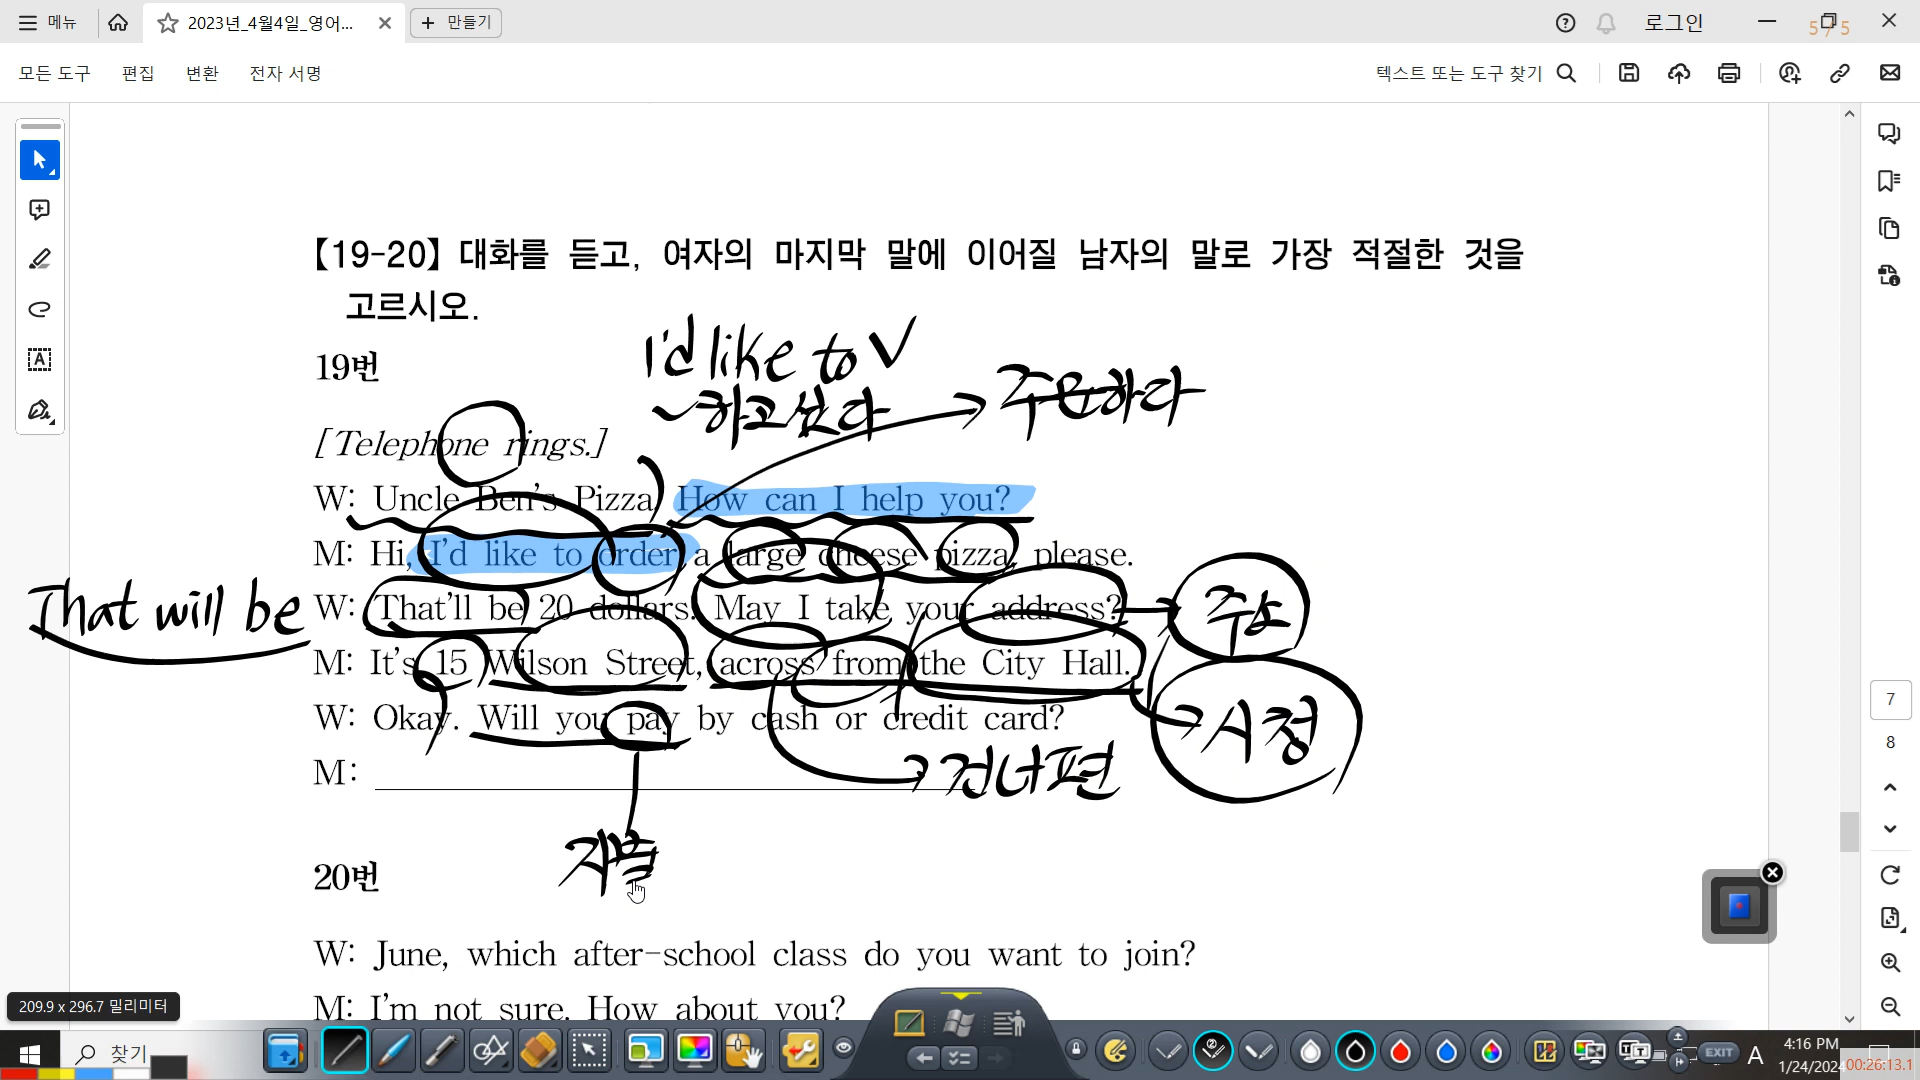 메뉴
2023년_4월4일_영어...
만들기
로그인
5/5
모든 도구 편집 변환 전자 서명
텍스트 또는 도구 찾기
【19-20】 대화를 듣고, 여자의 마지막 말에 이어질 남자의 말로 가장 적절한 것을
고르시오.
19번
I'd like to V
~하고싶다
주문하다
[Telephone rings.]
W: Uncle Ben's Pizza. How can I help you?
M: Hi, I'd like to order a large cheese pizza, please.
That will be
W: That'll be 20 dollars. May I take your address?
주소
M: It's 15 Wilson Street, across from the City Hall.
시청
W: Okay. Will you pay by cash or credit card?
건너편
M:
지불
20번
W: June, which after-school class do you want to join?
M: I'm not sure. How about you?
7
8
209.9 x 296.7 밀리미터
찾기
EXIT
A
4:16 PM
1/24/2024
00:26:13.1